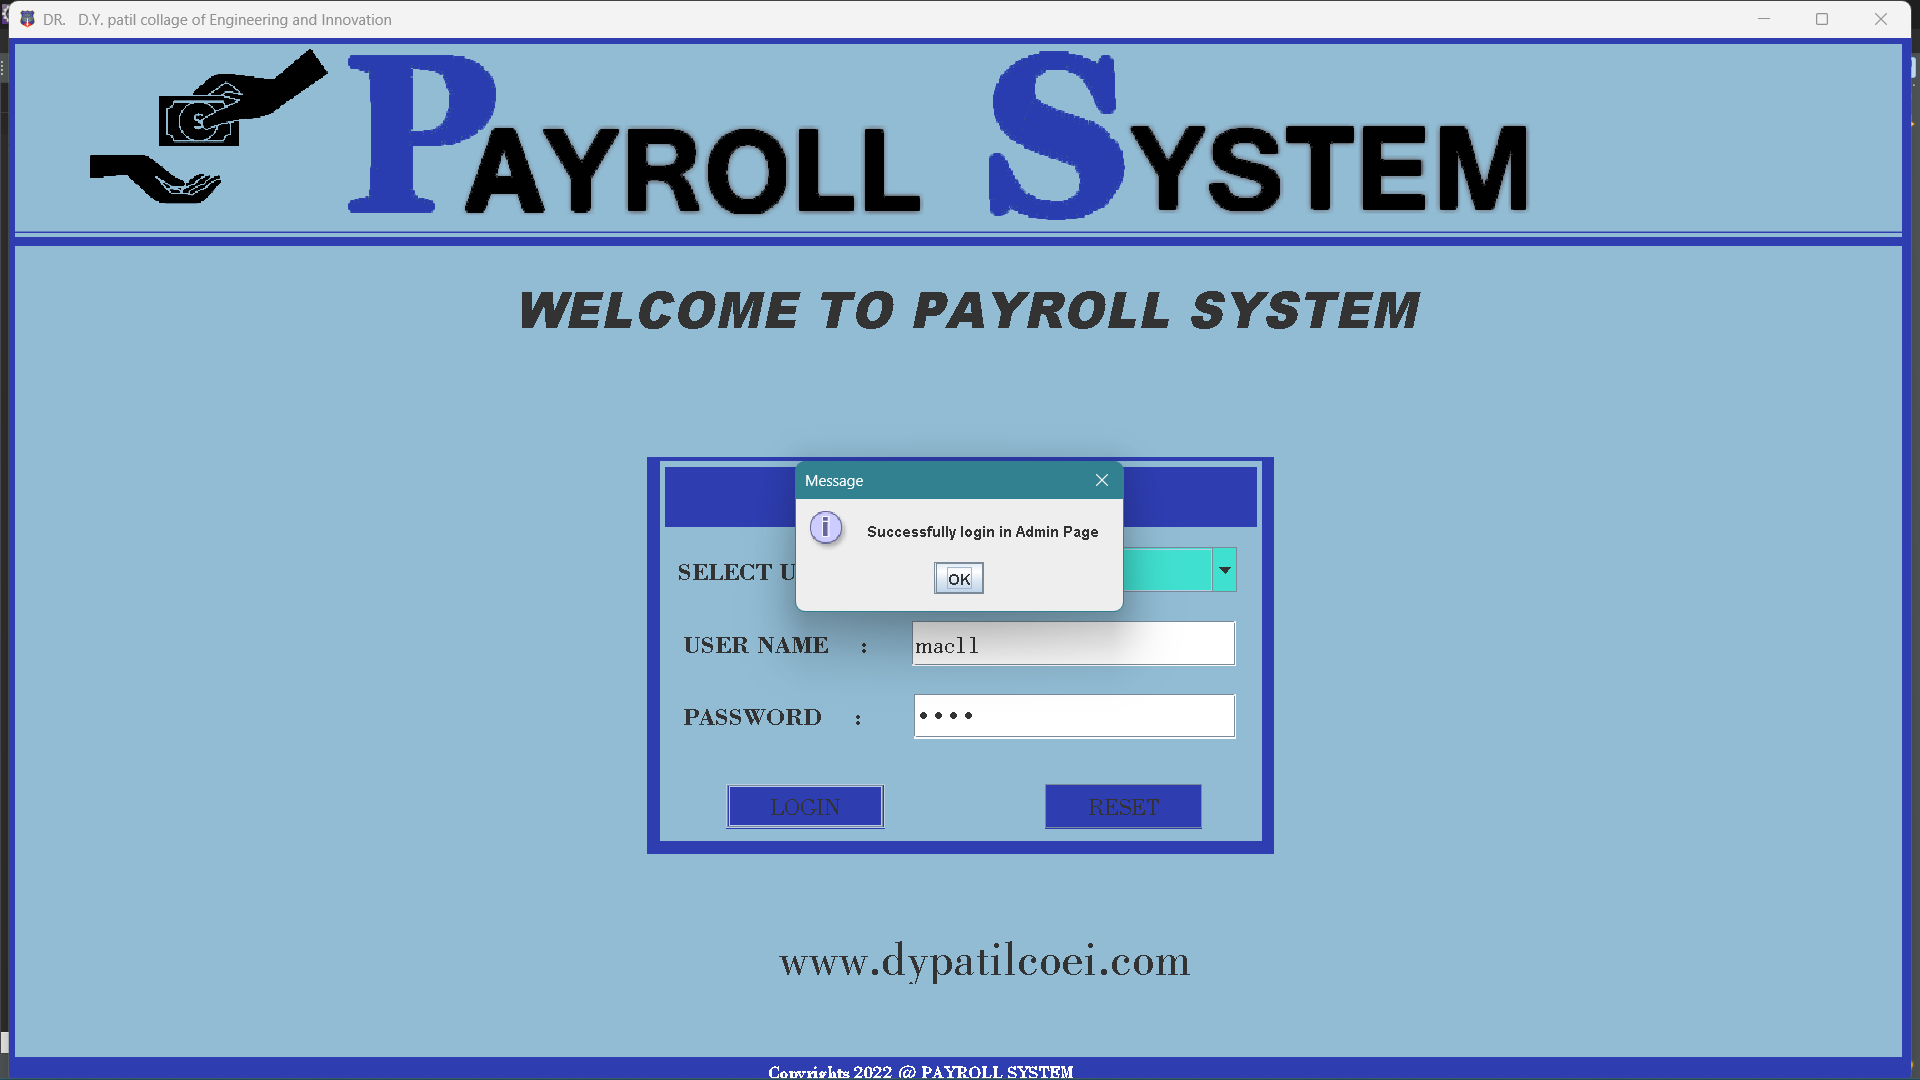 DR. D.Y. patil collage of Engineering and Innovation
PAYROLL SYSTEM
WELCOME TO PAYROLL SYSTEM
Message
Successfully login in Admin Page
OK
SELECT U
USER NAME : macll
PASSWORD : ••••
LOGIN RESET
www.dypatilcoei.com
Copyrights 2022 @ PAYROLL SYSTEM